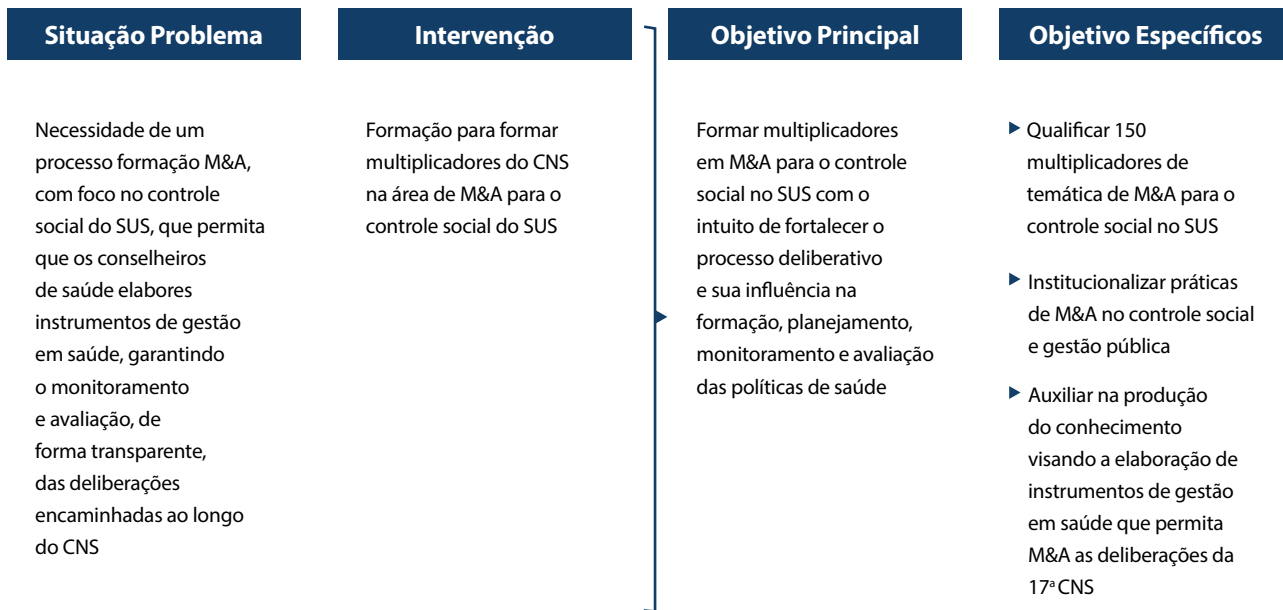 Situação Problema
Necessidade de um
processo formação M&A,
com foco no controle
social do SUS, que permita
que os conselheiros
de saúde elabores
instrumentos de gestão
em saúde, garantindo
o monitoramento
e avaliação, de
forma transparente,
das deliberações
encaminhadas ao longo
do CNS
Intervenção
Formação para formar
multiplicadores do CNS
na área de M&A para o
controle social do SUS
Objetivo Principal
Formar multiplicadores
em M&A para o controle
social no SUS com o
intuito de fortalecer o
processo deliberativo
e sua influência na
formação, planejamento,
monitoramento e avaliação
das políticas de saúde
Objetivo Específicos
Qualificar 150
multiplicadores de
temática de M&A para o
controle social no SUS
Institucionalizar práticas
de M&A no controle social
e gestão pública
Auxiliar na produção
do conhecimento
visando a elaboração de
instrumentos de gestão
em saúde que permita
M&A as deliberações da
17ª CNS